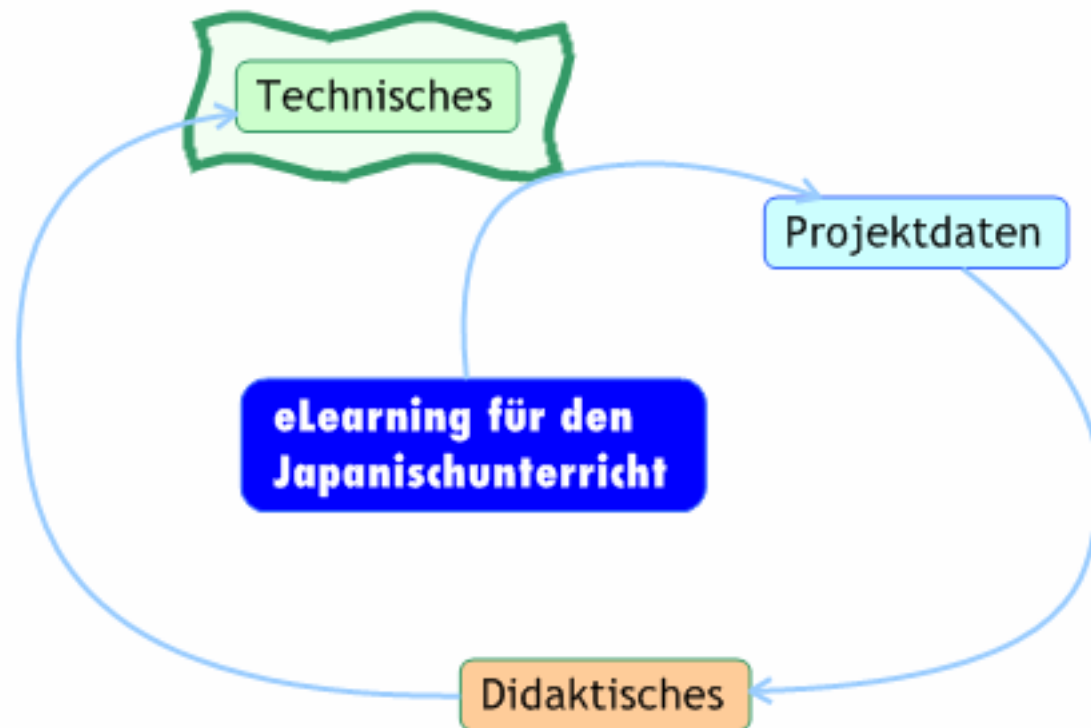 Technisches
Projektdaten
eLearning für den
Japanischunterricht
Didaktisches